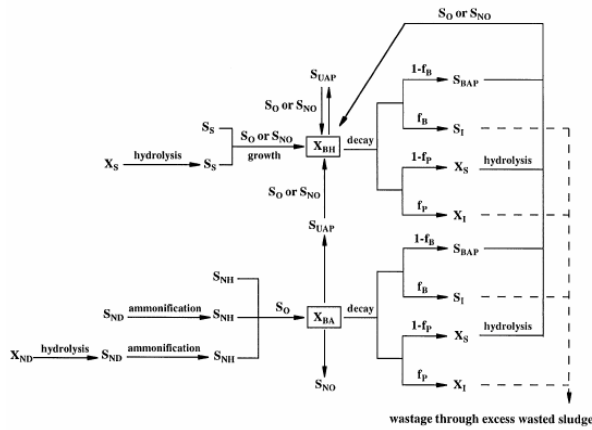 S_O or S_NO
1-f_B
S_BAP
S_UAP
S_O or S_NO
f_B
S_I
S_S
S_O or S_NO
X_BH
decay
X_S
hydrolysis
S_S
growth
1-f_P
X_S
hydrolysis
S_O or S_NO
f_P
X_I
S_UAP
1-f_B
S_BAP
S_NH
f_B
S_I
S_ND
ammonification
S_NH
S_O
X_BA
decay
1-f_P
X_S
hydrolysis
X_ND
hydrolysis
S_ND
ammonification
S_NH
S_NO
f_P
X_I
wastage through excess wasted sludge